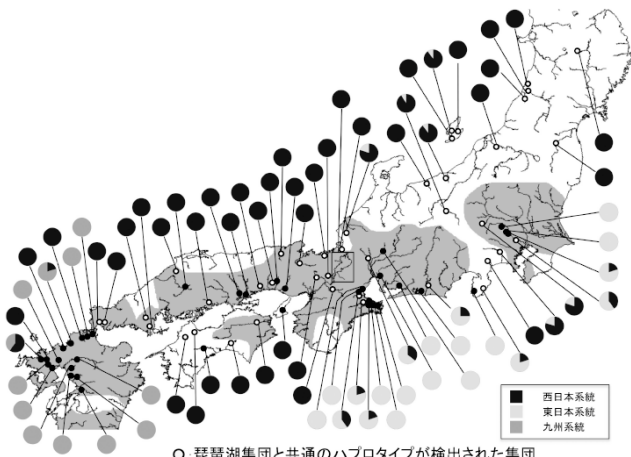 西日本系統
東日本系統
九州系統
琵琶湖集団と共通のハプロタイプが検出された集団